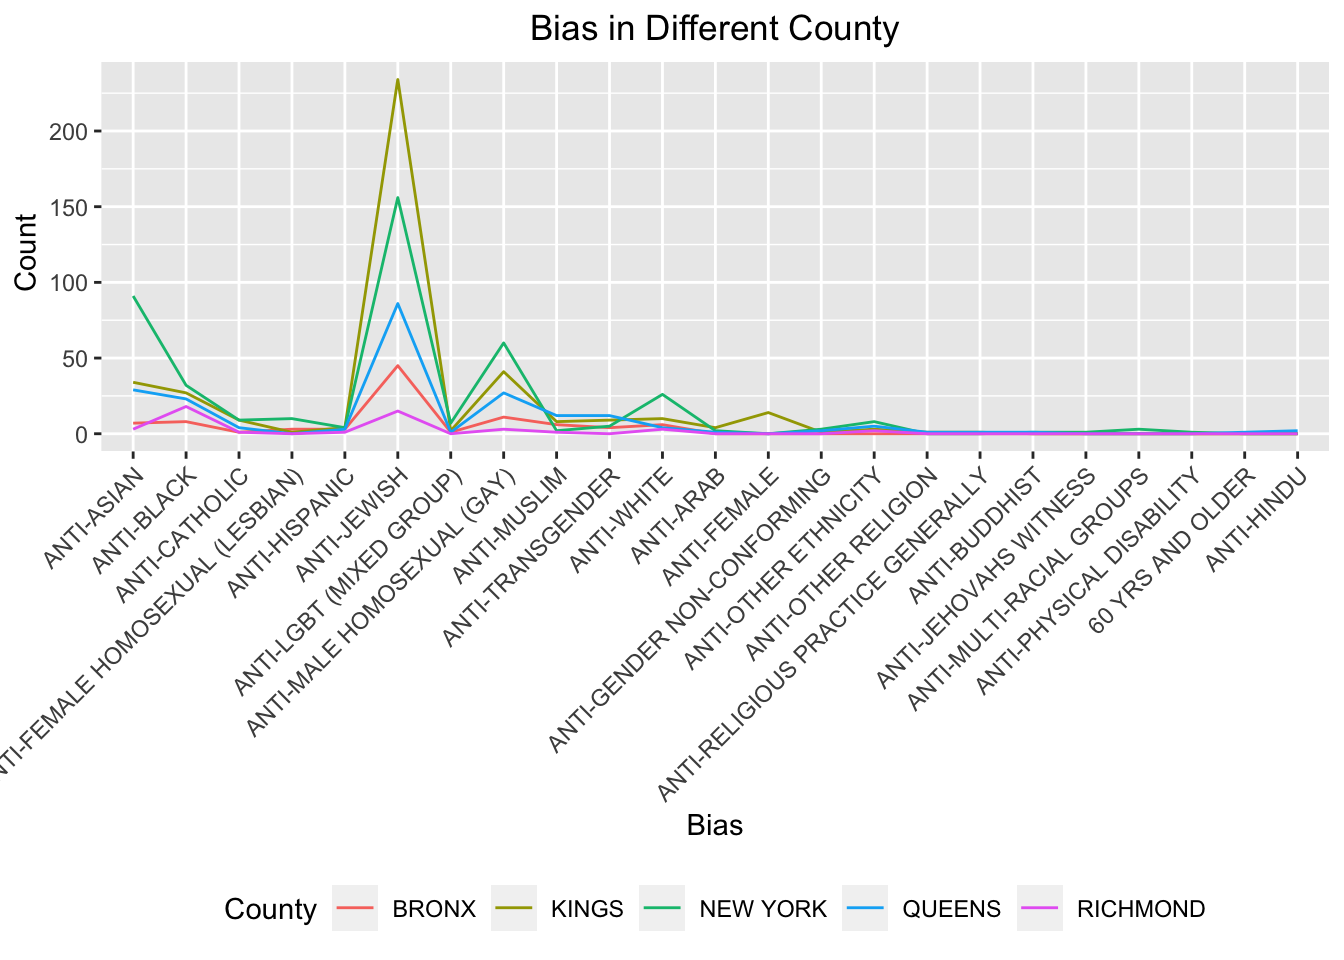 Bias in Different County
Count
200
150
100
50
0
ANTI-ASIAN
ANTI-BLACK
ANTI-CATHOLIC
NTI-FEMALE HOMOSEXUAL (LESBIAN)
ANTI-HISPANIC
ANTI-JEWISH
ANTI-LGBT (MIXED GROUP)
ANTI-MALE HOMOSEXUAL (GAY)
ANTI-MUSLIM
ANTI-TRANSGENDER
ANTI-WHITE
ANTI-ARAB
ANTI-FEMALE
ANTI-GENDER NON-CONFORMING
ANTI-OTHER ETHNICITY
ANTI-OTHER RELIGION
ANTI-RELIGIOUS PRACTICE GENERALLY
ANTI-BUDDHIST
ANTI-JEHOVAHS WITNESS
ANTI-MULTI-RACIAL GROUPS
ANTI-PHYSICAL DISABILITY
60 YRS AND OLDER
ANTI-HINDU
Bias
County BRONX KINGS NEW YORK QUEENS RICHMOND